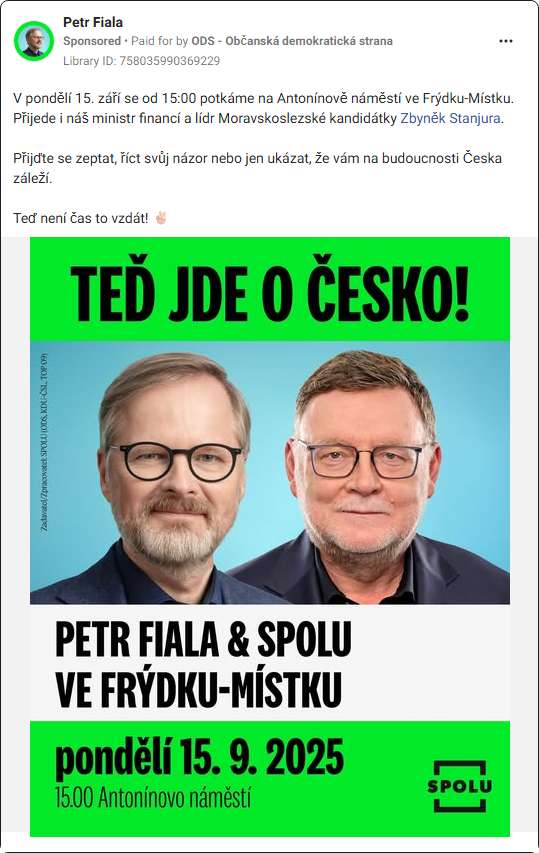 Petr Fiala
Sponsored • Paid for by ODS - Občanská demokratická strana
Library ID: 758035990369229
V pondělí 15. září se od 15:00 potkáme na Antonínově náměstí ve Frýdku-Místku.
Přijede i náš ministr financí a lídr Moravskoslezské kandidátky Zbyněk Stanjura.
Přijďte se zeptat, říct svůj názor nebo jen ukázat, že vám na budoucnosti Česka
záleží.
Teď není čas to vzdát! ✌🏻
TEĎ JDE O ČESKO!
Zadavatel/Zpracovatel: SPOLU (ODS, KDU-ČSL, TOP 09)
PETR FIALA & SPOLU
VE FRÝDKU-MÍSTKU
pondělí 15. 9. 2025
15.00 Antonínovo náměstí
SPOLU